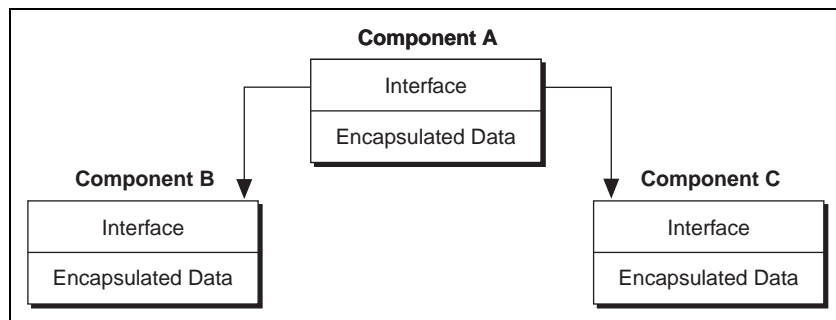 Component A
Interface
Encapsulated Data
Component B
Interface
Encapsulated Data
Component C
Interface
Encapsulated Data